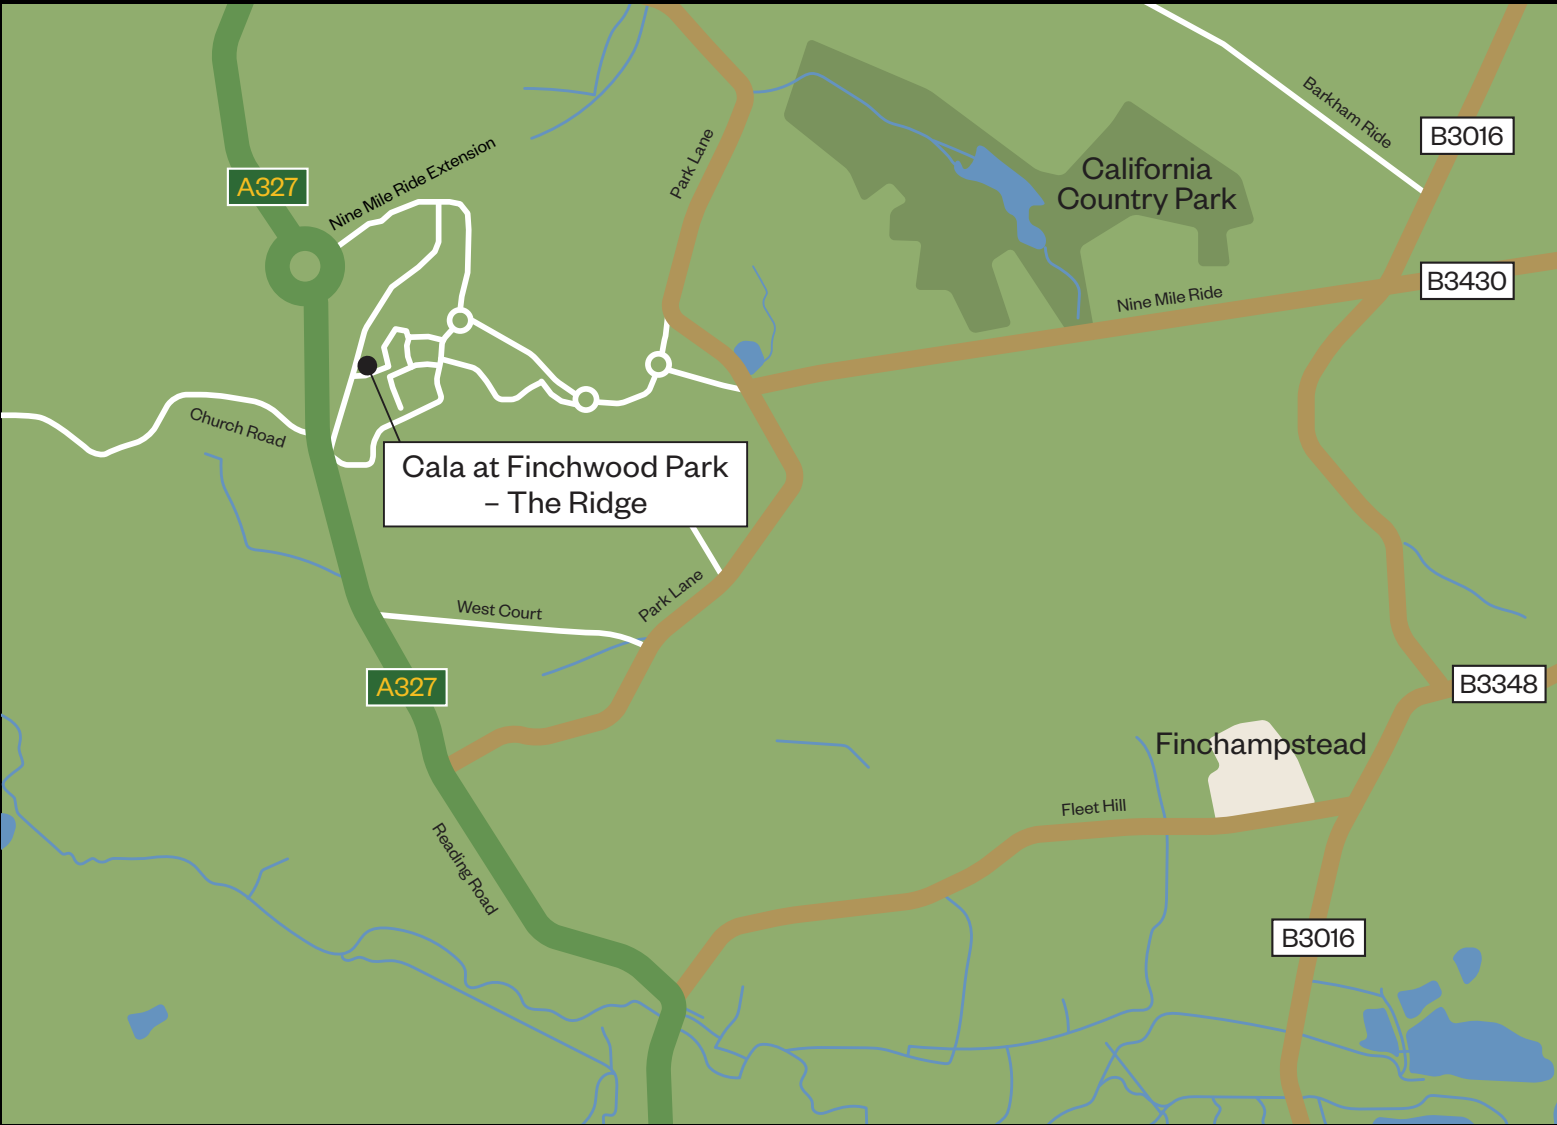 Barkham Ride
B3016
A327
Nine Mile Ride Extension
Park Lane
California
Country Park
B3430
Nine Mile Ride
Church Road
Cala at Finchwood Park
– The Ridge
West Court
Park Lane
A327
B3348
Finchampstead
Fleet Hill
Reading Road
B3016